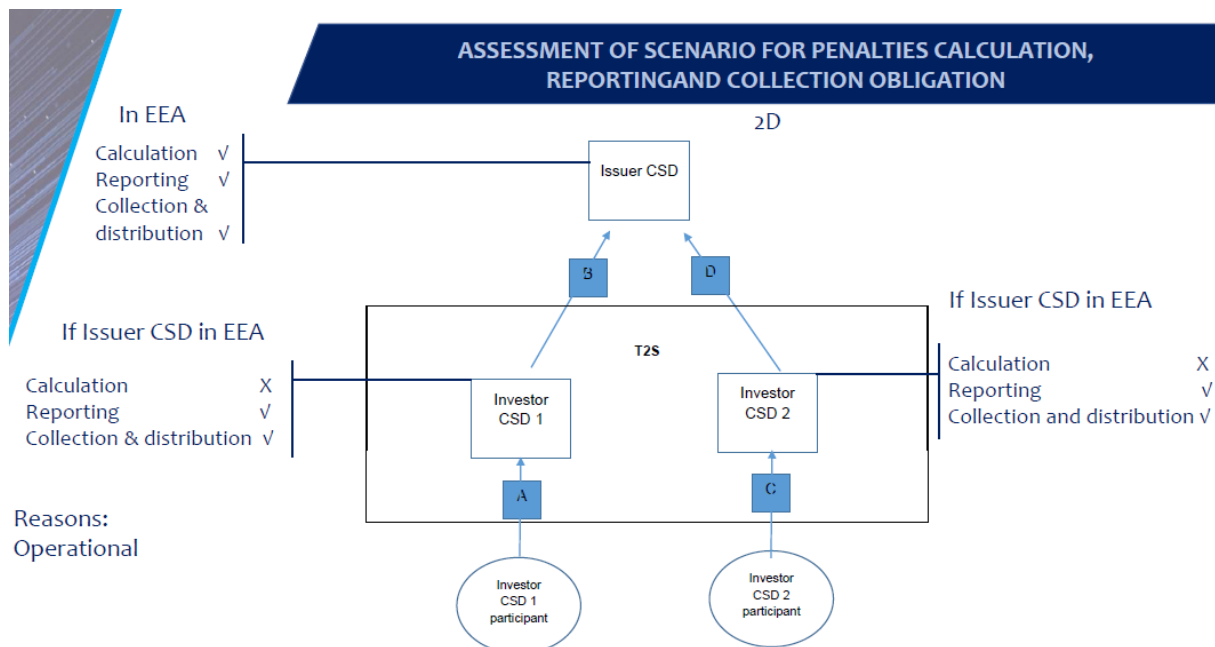 ASSESSMENT OF SCENARIO FOR PENALTIES CALCULATION,
REPORTINGAND COLLECTION OBLIGATION
2D
In EEA
Calculation √
Reporting √
Collection &
distribution √
Issuer CSD
B
D
If Issuer CSD in EEA
Calculation X
Reporting √
Collection & distribution √
T2S
If Issuer CSD in EEA
Calculation X
Reporting √
Collection and distribution √
Investor
CSD 1
Investor
CSD 2
A
C
Reasons:
Operational
Investor
CSD 1
participant
Investor
CSD 2
participant